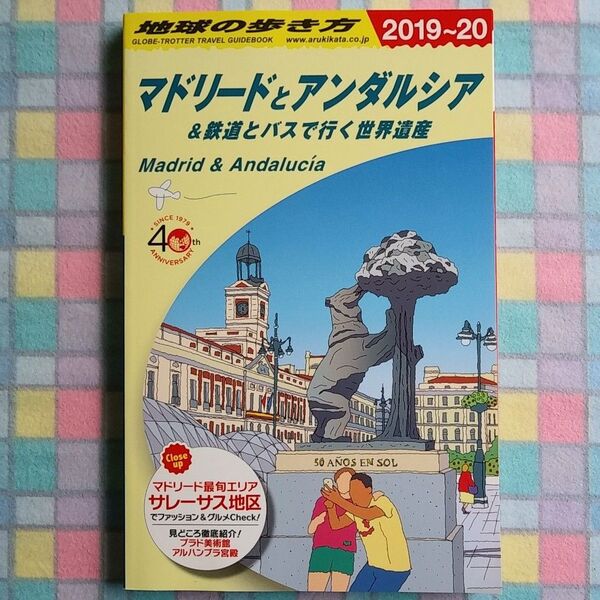 地球の歩き方
GLOBE-TROTTER TRAVEL GUIDEBOOK
www.arukikata.co.jp
2019~20
マドリードとアンダルシア
&鉄道とバスで行く世界遺産
Madrid & Andalucía
SINCE 1979
40th
ANNIVERSARY
50 AÑOS EN SOL
Close up
マドリード最旬エリア
サレーサス地区
でファッション&グルメCheck!
見どころ徹底紹介!
プラド美術館
アルハンブラ宮殿